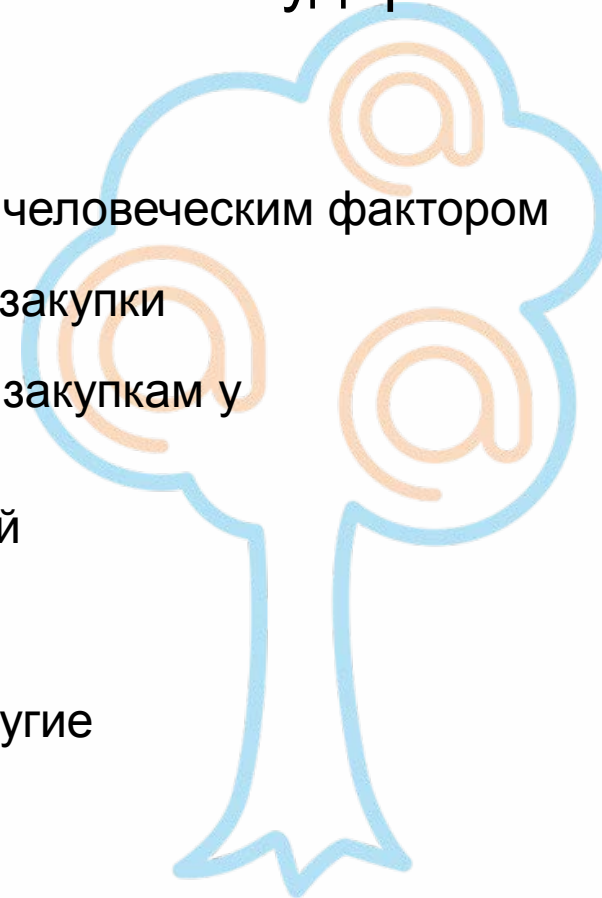 человеческим фактором
закупки
закупкам у
й
угие